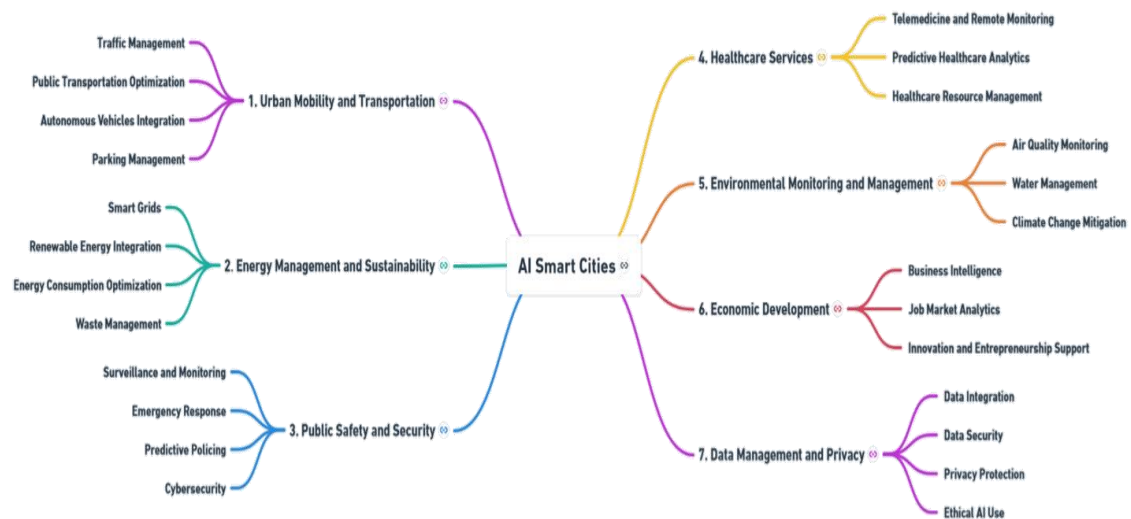 AI Smart Cities
1. Urban Mobility and Transportation
Traffic Management
Public Transportation Optimization
Autonomous Vehicles Integration
Parking Management
2. Energy Management and Sustainability
Smart Grids
Renewable Energy Integration
Energy Consumption Optimization
Waste Management
3. Public Safety and Security
Surveillance and Monitoring
Emergency Response
Predictive Policing
Cybersecurity
4. Healthcare Services
Telemedicine and Remote Monitoring
Predictive Healthcare Analytics
Healthcare Resource Management
5. Environmental Monitoring and Management
Air Quality Monitoring
Water Management
Climate Change Mitigation
6. Economic Development
Business Intelligence
Job Market Analytics
Innovation and Entrepreneurship Support
7. Data Management and Privacy
Data Integration
Data Security
Privacy Protection
Ethical AI Use